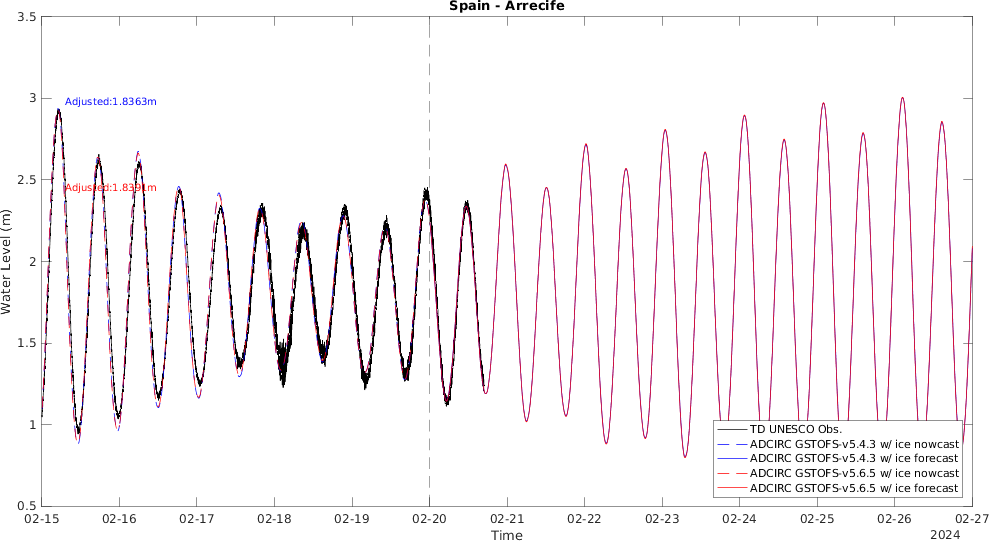 Spain - Arrecife
3.5
3
2.5
2
1.5
1
0.5
Water Level (m)
Adjusted:1.8363m
Adjusted:1.8391m
TD UNESCO Obs.
ADCIRC GSTOFS-v5.4.3 w/ ice nowcast
ADCIRC GSTOFS-v5.4.3 w/ ice forecast
ADCIRC GSTOFS-v5.6.5 w/ ice nowcast
ADCIRC GSTOFS-v5.6.5 w/ ice forecast
02-15 02-16 02-17 02-18 02-19 02-20 02-21 02-22 02-23 02-24 02-25 02-26 02-27
Time
2024